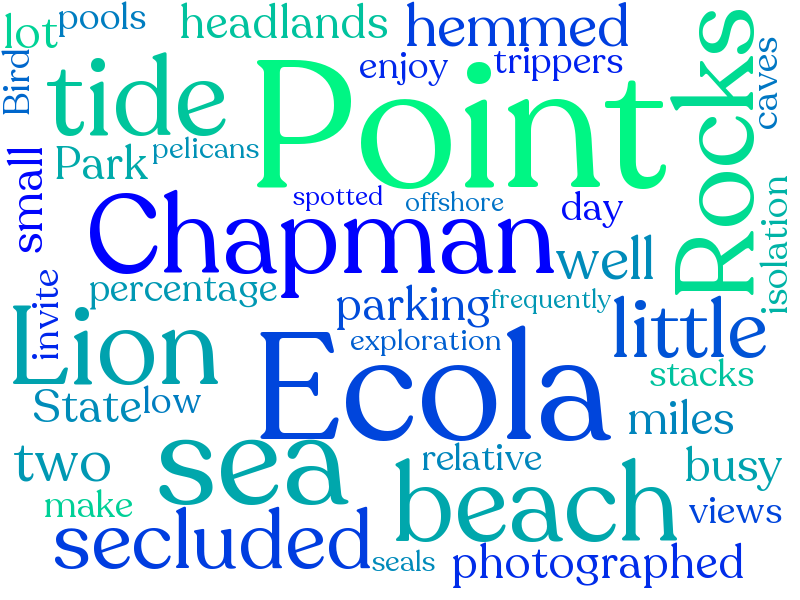 lot
pools
headlands
hemmed
Bird
tide
enjoy
trippers
Point
Rocks
caves
Park
pelicans
small
spotted
offshore
day
Chapman
well
isolation
percentage
invite
parking
frequently
little
Lion
exploration
Ecola
stacks
State
low
miles
two
sea
relative
beach
busy
make
views
secluded
seals
photographed